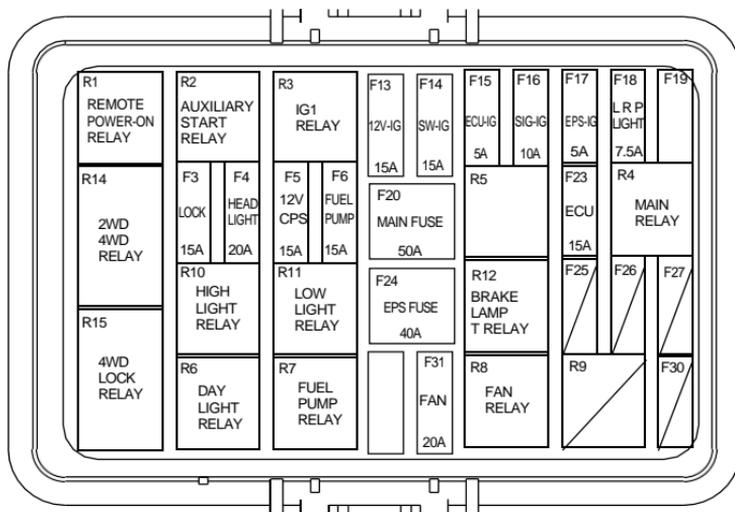 R1
REMOTE
POWER-ON
RELAY
R2
AUXILIARY
START
RELAY
R3
IG1
RELAY
F13
12V-IG
15A
F14
SW-IG
15A
F15
ECU-IG
5A
F16
SIG-IG
10A
F17
EPS-IG
5A
F18
L R P
LIGHT
7.5A
F19
R14
2WD
4WD
RELAY
F3
LOCK
15A
F4
HEAD
LIGHT
20A
F5
12V
CPS
15A
F6
FUEL
PUMP
15A
F20
MAIN FUSE
50A
R5
F23
ECU
15A
R4
MAIN
RELAY
R10
HIGH
LIGHT
RELAY
R11
LOW
LIGHT
RELAY
F24
EPS FUSE
40A
R12
BRAKE
LAMP
T RELAY
F25
F26
F27
R15
4WD
LOCK
RELAY
R6
DAY
LIGHT
RELAY
R7
FUEL
PUMP
RELAY
F31
FAN
20A
R8
FAN
RELAY
R9
F30